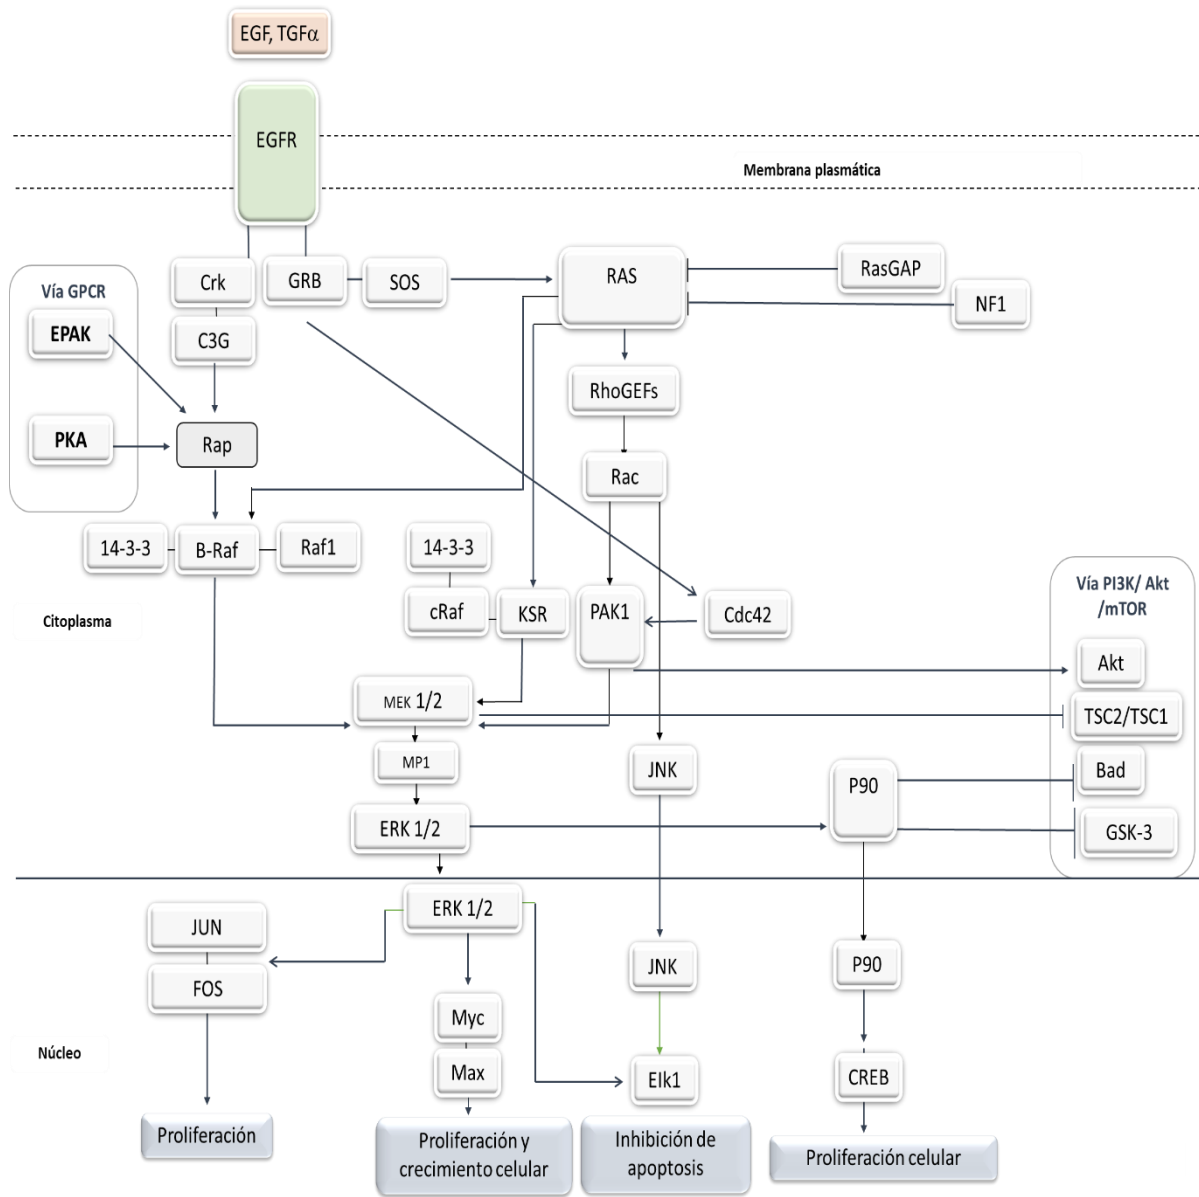 EGF, TGFα
EGFR
Membrana plasmática
Vía GPCR
EPAK
PKA
Crk
GRB
SOS
RAS
RasGAP
NF1
C3G
RhoGEFs
Rap
Rac
14-3-3
B-Raf
Raf1
14-3-3
cRaf
KSR
PAK1
Cdc42
Citoplasma
Vía PI3K/ Akt
/mTOR
Akt
TSC2/TSC1
Bad
GSK-3
MEK 1/2
MP1
ERK 1/2
JNK
P90
ERK 1/2
JUN
FOS
JNK
P90
Myc
Max
Elk1
CREB
Núcleo
Proliferación
Proliferación y
crecimiento celular
Inhibición de
apoptosis
Proliferación celular